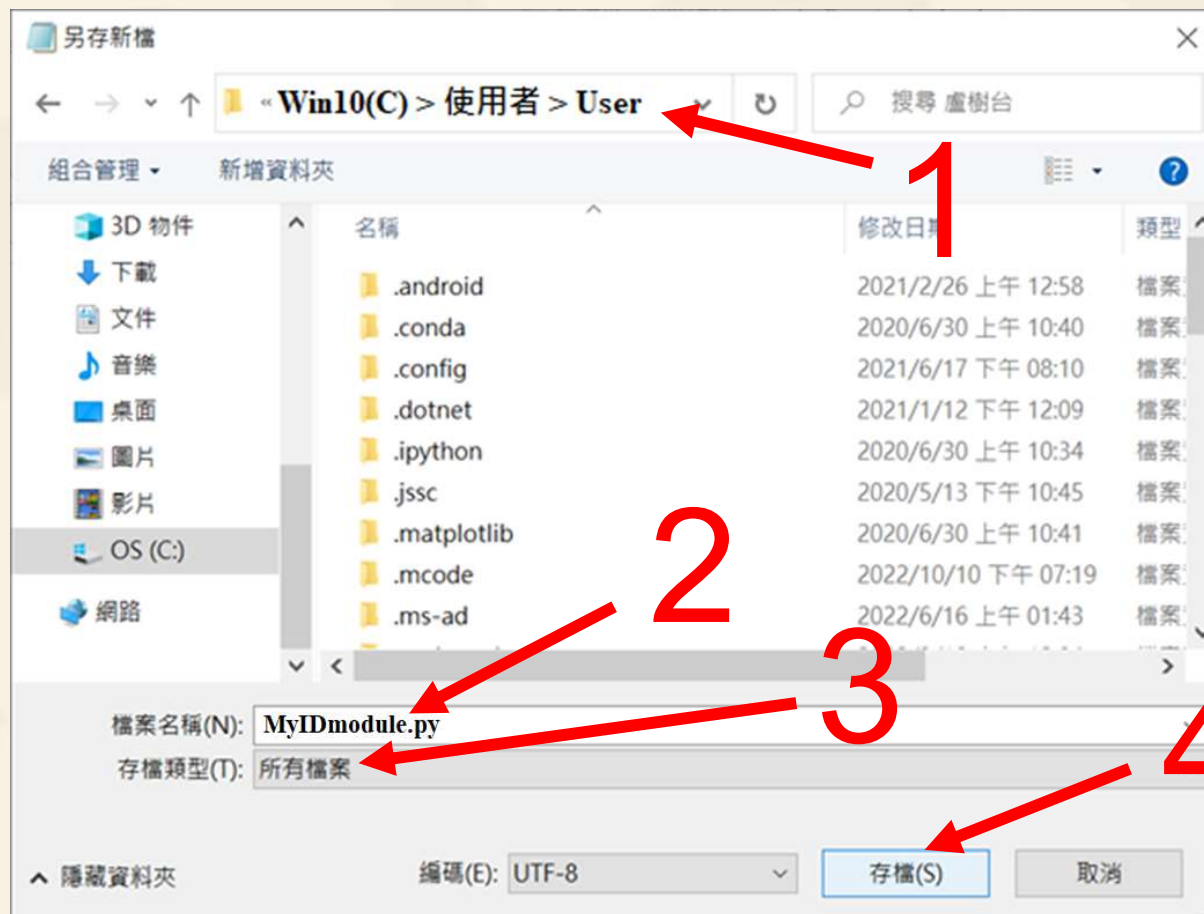 另存新檔
« Win10(C) > 使用者 > User
搜尋 盧樹台
1
組合管理
新增資料夾
3D 物件
下載
文件
音樂
桌面
圖片
影片
OS (C:)
網路
名稱
修改日
類型
.android 2021/2/26 上午 12:58 檔案
.conda 2020/6/30 上午 10:40 檔案
.config 2021/6/17 下午 08:10 檔案
.dotnet 2021/1/12 下午 12:09 檔案
.ipython 2020/6/30 上午 10:34 檔案
.jssc 2020/5/13 下午 10:45 檔案
.matplotlib 2020/6/30 上午 10:41 檔案
.mcode 2022/10/10 下午 07:19 檔案
.ms-ad 2022/6/16 上午 01:43 檔案
2
3
檔案名稱(N): MyIDmodule.py
存檔類型(T): 所有檔案
4
隱藏資料夾
編碼(E): UTF-8
存檔(S)
取消